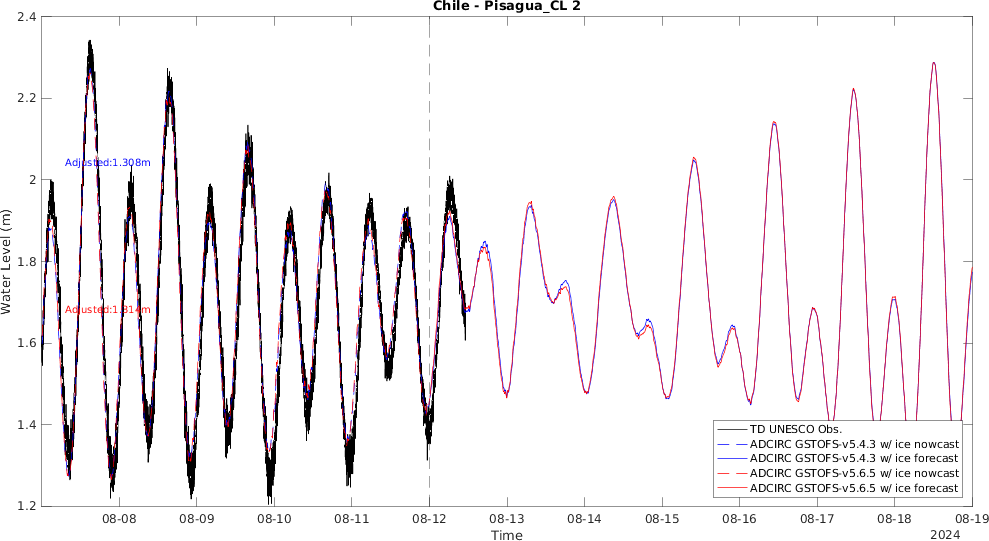 Chile - Pisagua_CL 2
2.4
2.2
2
1.8
1.6
1.4
1.2
Water Level (m)
Adjusted:1.308m
Adjusted:1.314m
TD UNESCO Obs.
ADCIRC GSTOFS-v5.4.3 w/ ice nowcast
ADCIRC GSTOFS-v5.4.3 w/ ice forecast
ADCIRC GSTOFS-v5.6.5 w/ ice nowcast
ADCIRC GSTOFS-v5.6.5 w/ ice forecast
08-08 08-09 08-10 08-11 08-12 08-13 08-14 08-15 08-16 08-17 08-18 08-19
Time
2024